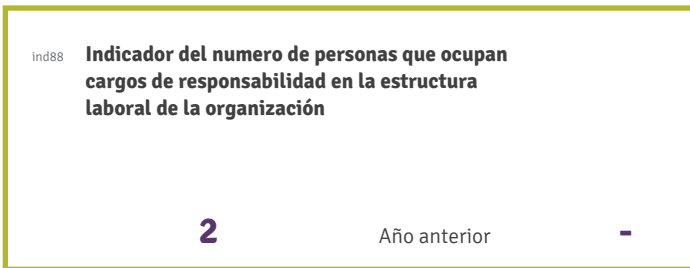 ind88 Indicador del numero de personas que ocupan
cargos de responsabilidad en la estructura
laboral de la organización
2 Año anterior -